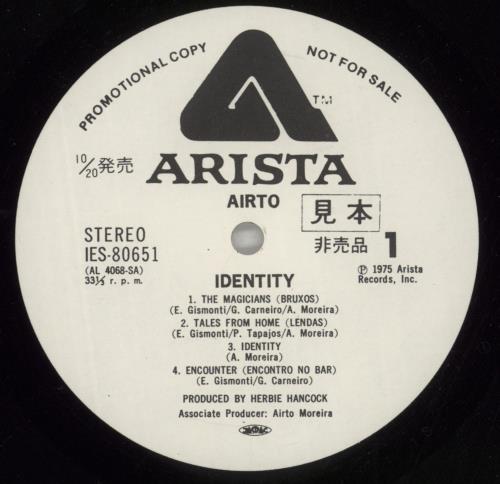 PROMOTIONAL COPY
NOT FOR SALE
TM
10/20発売
ARISTA
AIRTO
見本
STEREO
IES-80651
(AL 4068-SA)
33⅓ r. p. m.
非売品 1
Ⓟ 1975 Arista
Records, Inc.
IDENTITY
1. THE MAGICIANS (BRUXOS)
(E. Gismonti/G. Carneiro/A. Moreira)
2. TALES FROM HOME (LENDAS)
(E. Gismonti/P. Tapajos/A. Moreira)
3. IDENTITY
(A. Moreira)
4. ENCOUNTER (ENCONTRO NO BAR)
(E. Gismonti/G. Carneiro)
PRODUCED BY HERBIE HANCOCK
Associate Producer: Airto Moreira